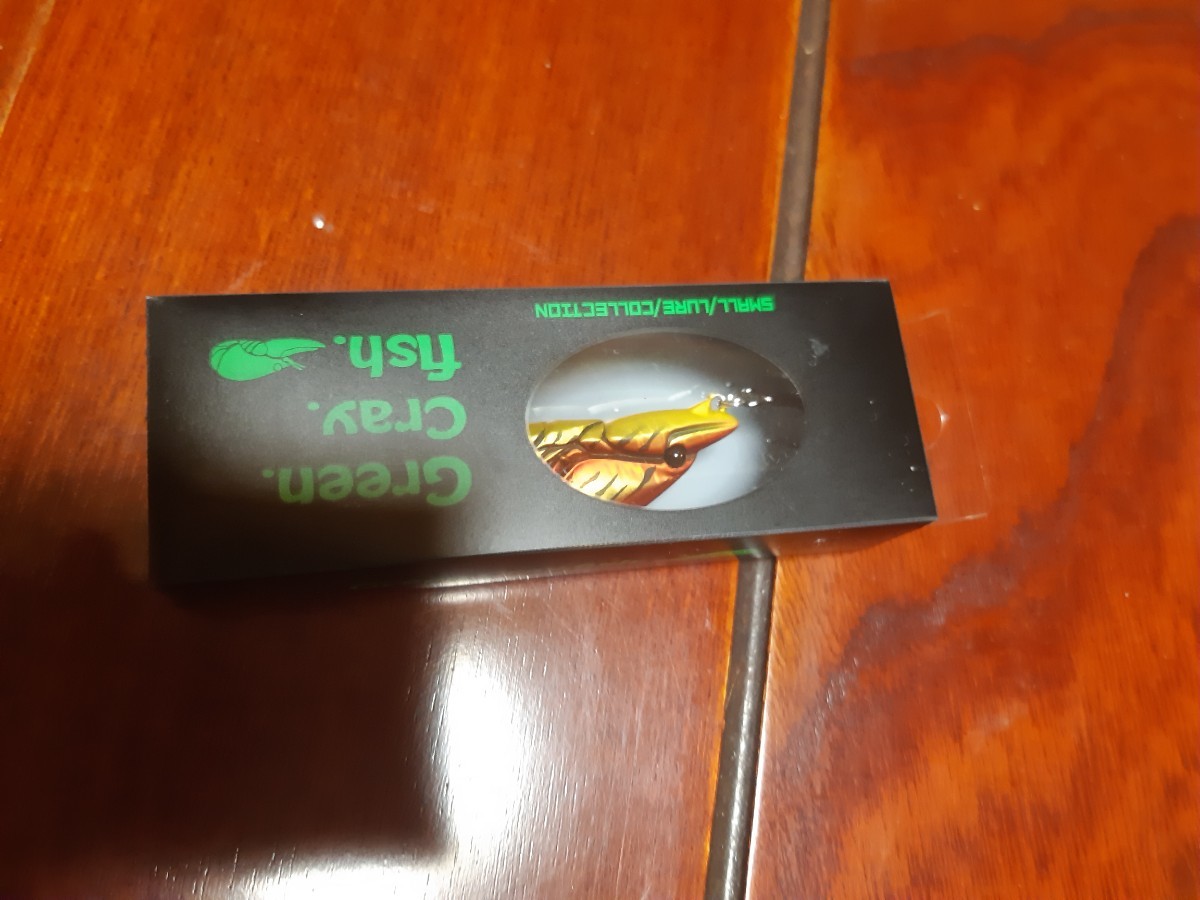 Green.
Cray.
fish.
SMALL/LURE/COLLECTION